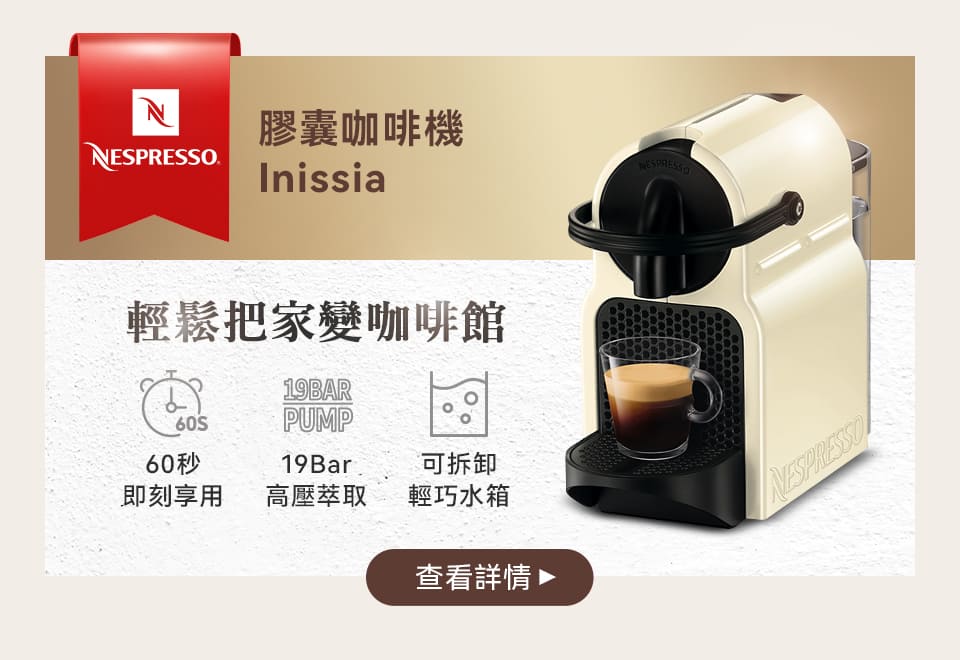 NESPRESSO
膠囊咖啡機
Inissia
NESPRESSO
輕鬆把家變咖啡館
60S
19BAR
PUMP
60秒
即刻享用
19Bar
高壓萃取
可拆卸
輕巧水箱
NESPRESSO
查看詳情